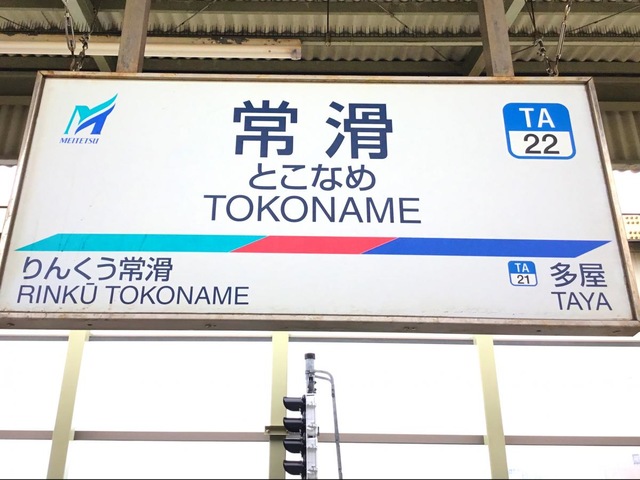 MEITETSU
常滑
とこなめ
TOKONAME
TA
22
りんくう常滑
RINKŪ TOKONAME
TA
21
多屋
TAYA